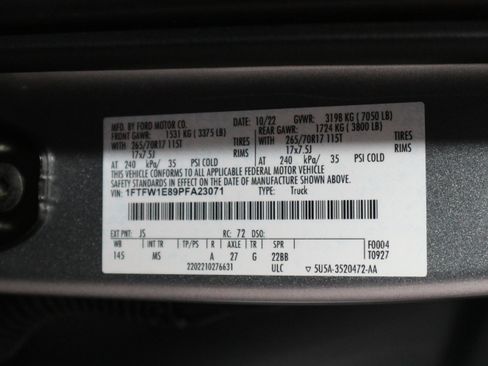 MFD. BY FORD MOTOR CO. DATE: 10/22 GVWR: 3198 KG ( 7050 LB)
FRONT GAWR: 1531 KG ( 3375 LB) REAR GAWR: 1724 KG ( 3800 LB)
WITH 265/70R17 115T TIRES WITH 265/70R17 115T TIRES
17x7.5J RIMS 17x7.5J RIMS
AT 240 kPa/ 35 PSI COLD AT 240 kPa/ 35 PSI COLD
THIS VEHICLE CONFORMS TO ALL APPLICABLE FEDERAL MOTOR VEHICLE
SAFETY STANDARDS IN EFFECT ON THE DATE OF MANUFACTURE SHOWN ABOVE.
VIN: 1FTFW1E89PFA23071 TYPE: Truck
EXT PNT: JS RC: 72 DSO:
WB INT TR TP/PS R AXLE TR SPR F0004
145 MS A 27 G 22BB T0927
2202210276631 ULC ▽ 5U5A-3520472-AA